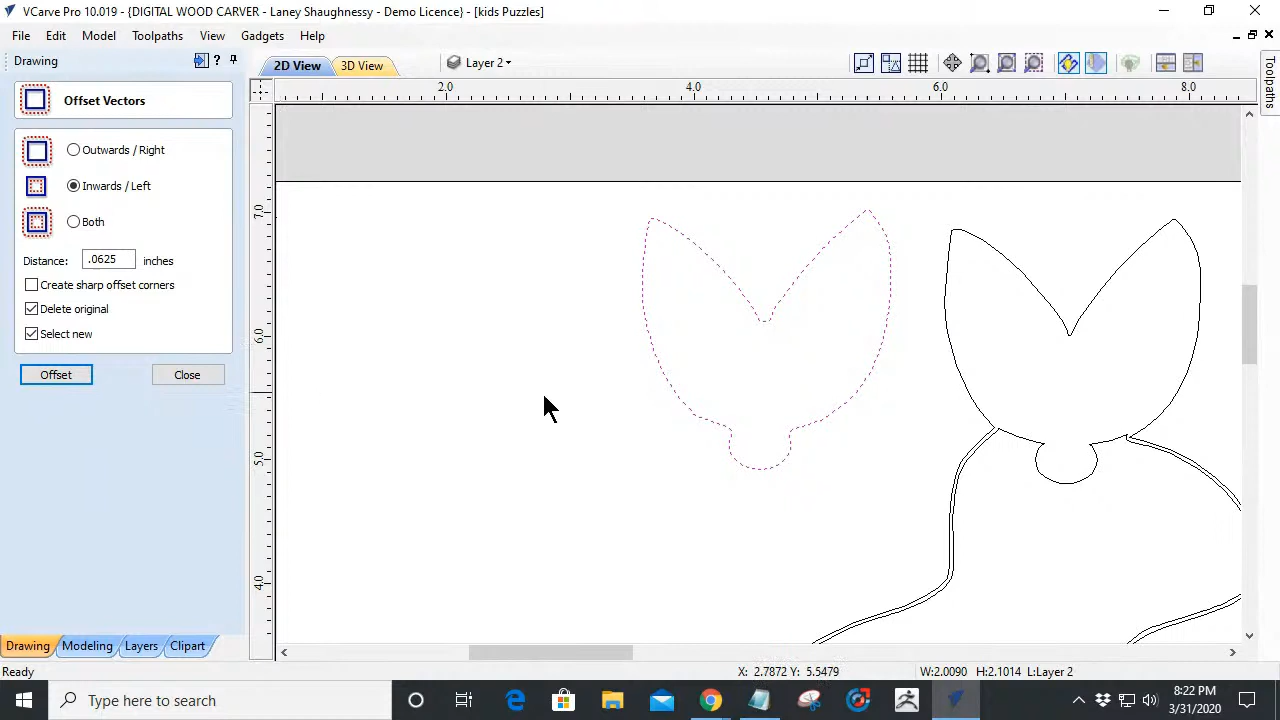 VCarve Pro 10.019 - {DIGITAL WOOD CARVER - Laney Shaughnessy - Demo Licence} - [kids Puzzles]
File Edit Model Toolpaths View Gadgets Help
Drawing
2D View
3D View
Layer 2
Toolpaths
Offset Vectors
2.0 4.0 6.0 8.0
Outwards / Right
Inwards / Left
Both
Distance: .0625 inches
Create sharp offset corners
Delete original
Select new
Offset Close
7.0
6.0
5.0
4.0
Drawing Modeling Layers Clipart
Ready X: 2.7872 Y: 5.5479 W:2.0090 H:2.1014 L:Layer 2
Type here to search
8:22 PM
3/31/2020